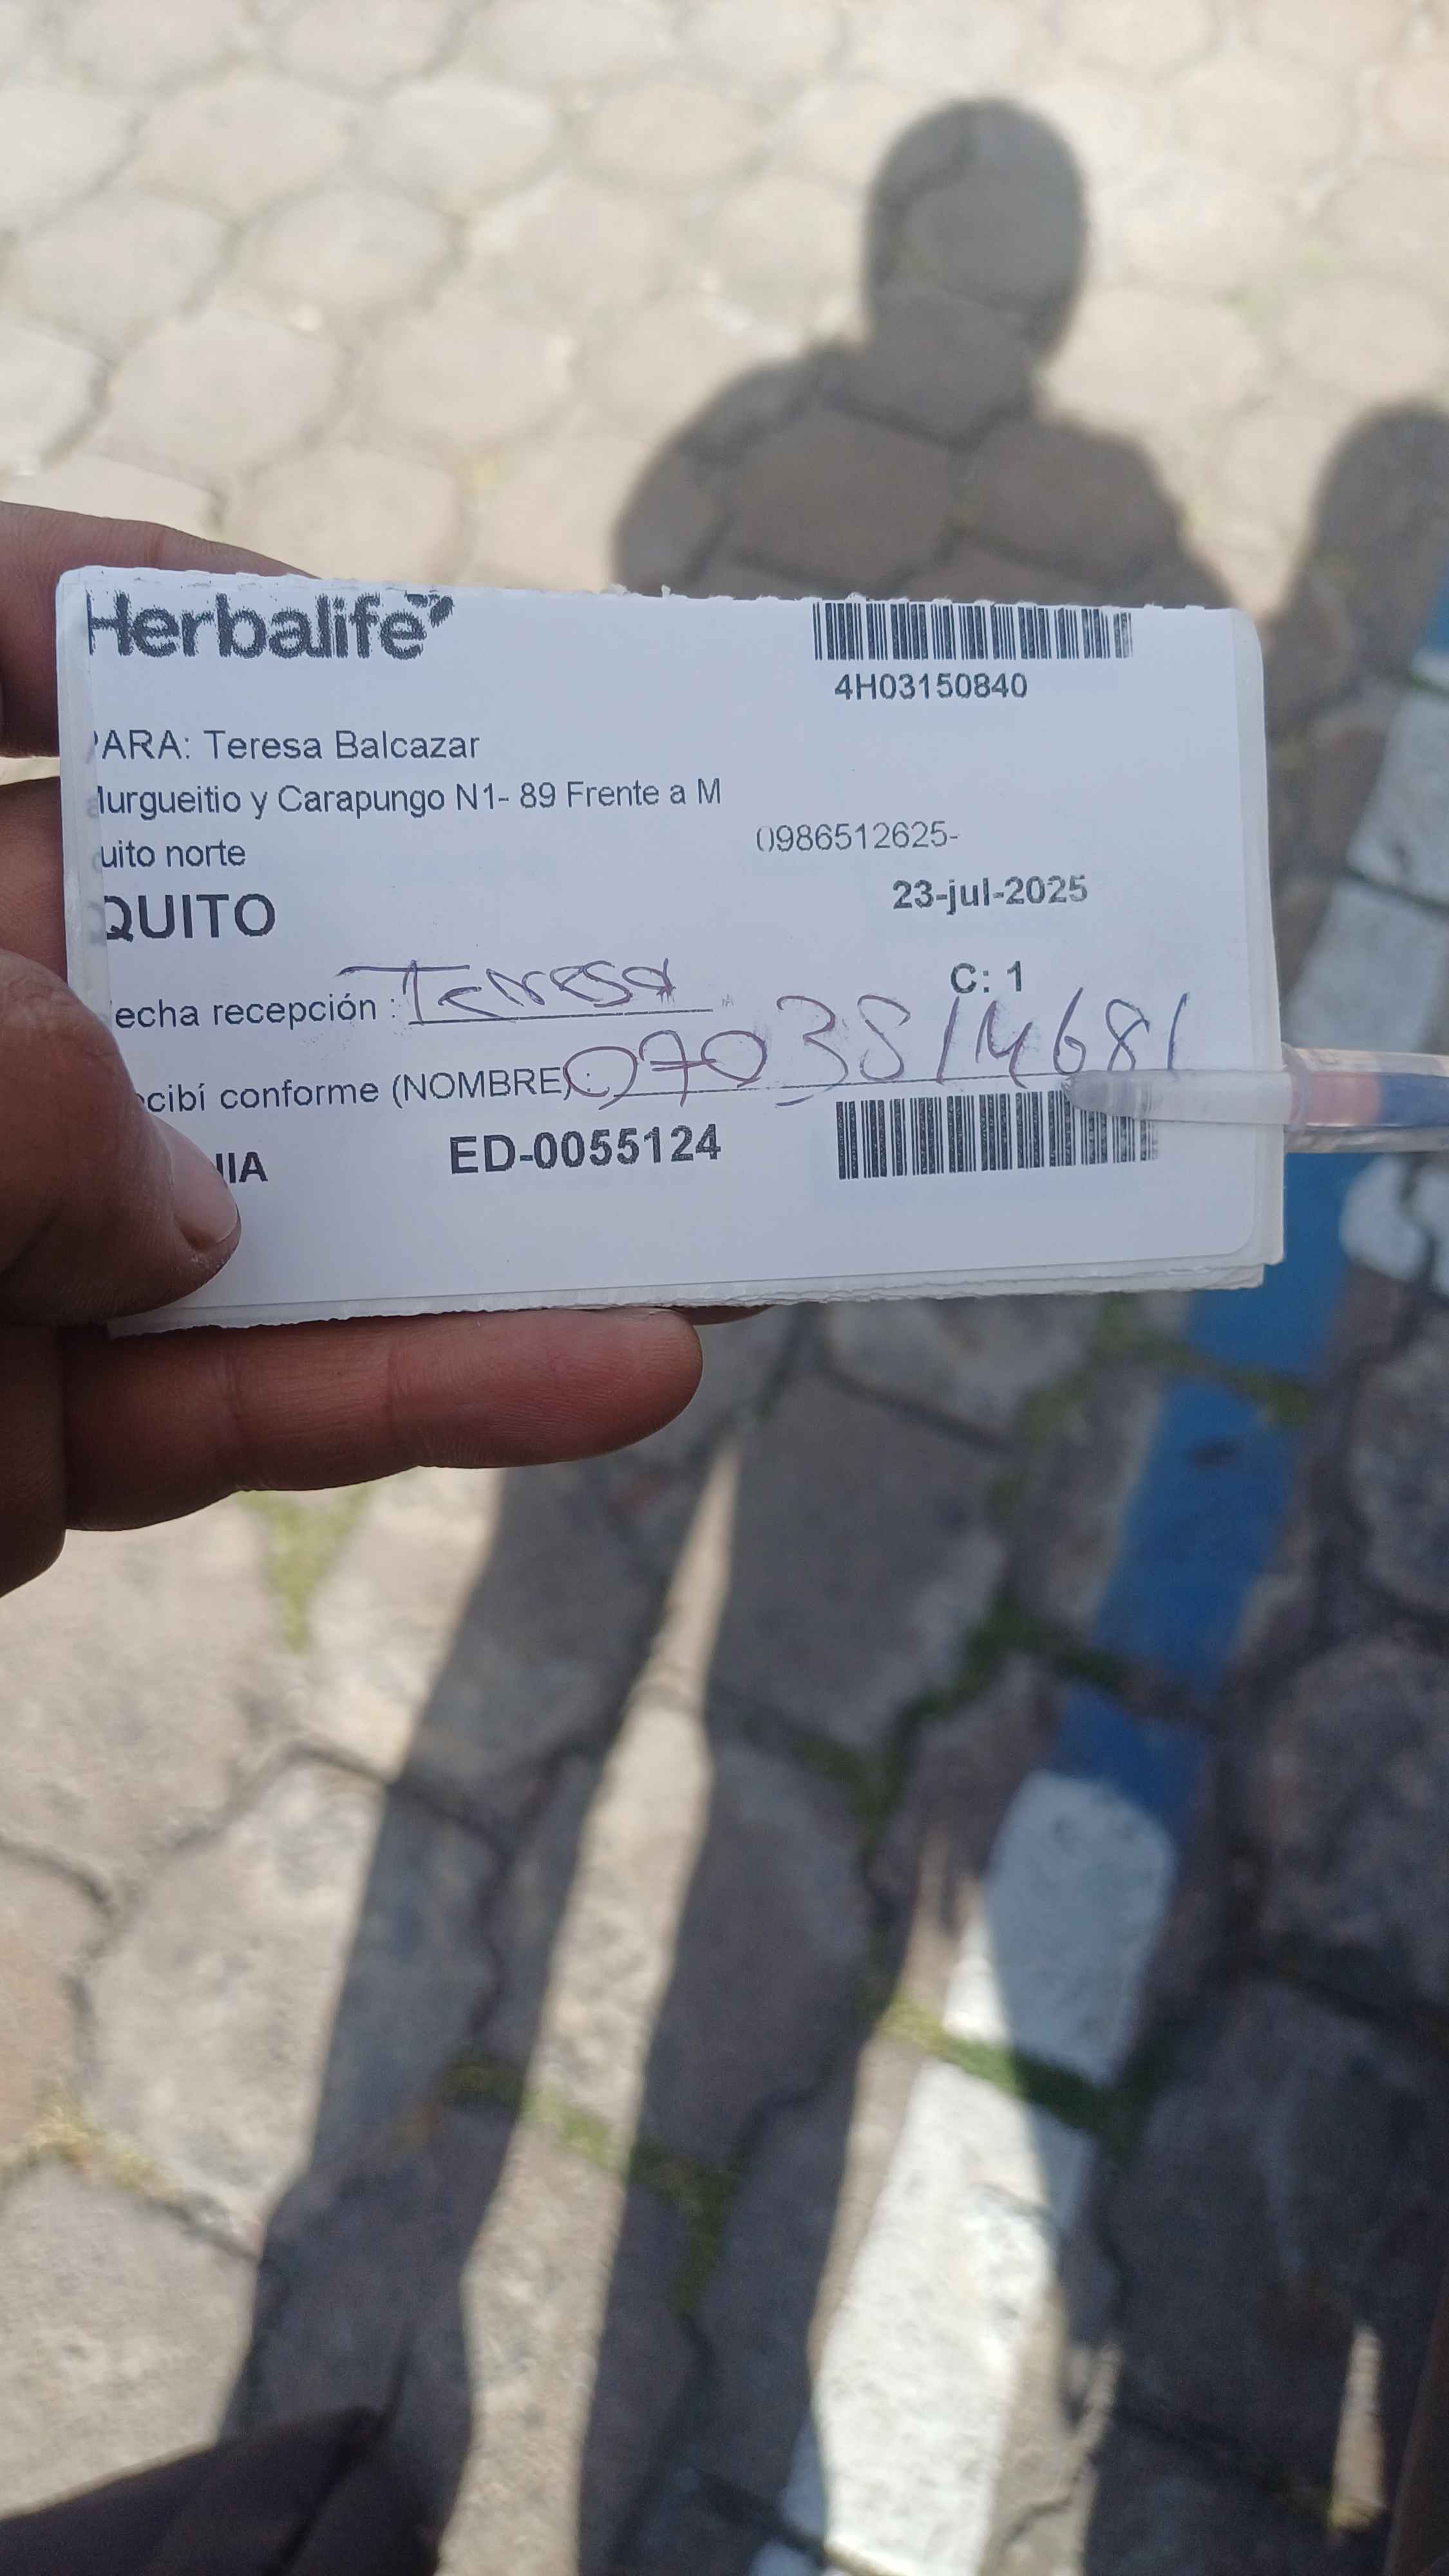 Herbalife
4H03150840
PARA: Teresa Balcazar
Murgueitio y Carapungo N1- 89 Frente a M
0986512625-
uito norte
23-jul-2025
QUITO
C: 1
echa recepción : Teresa
cibí conforme (NOMBRE): 0703814681
ED-0055124